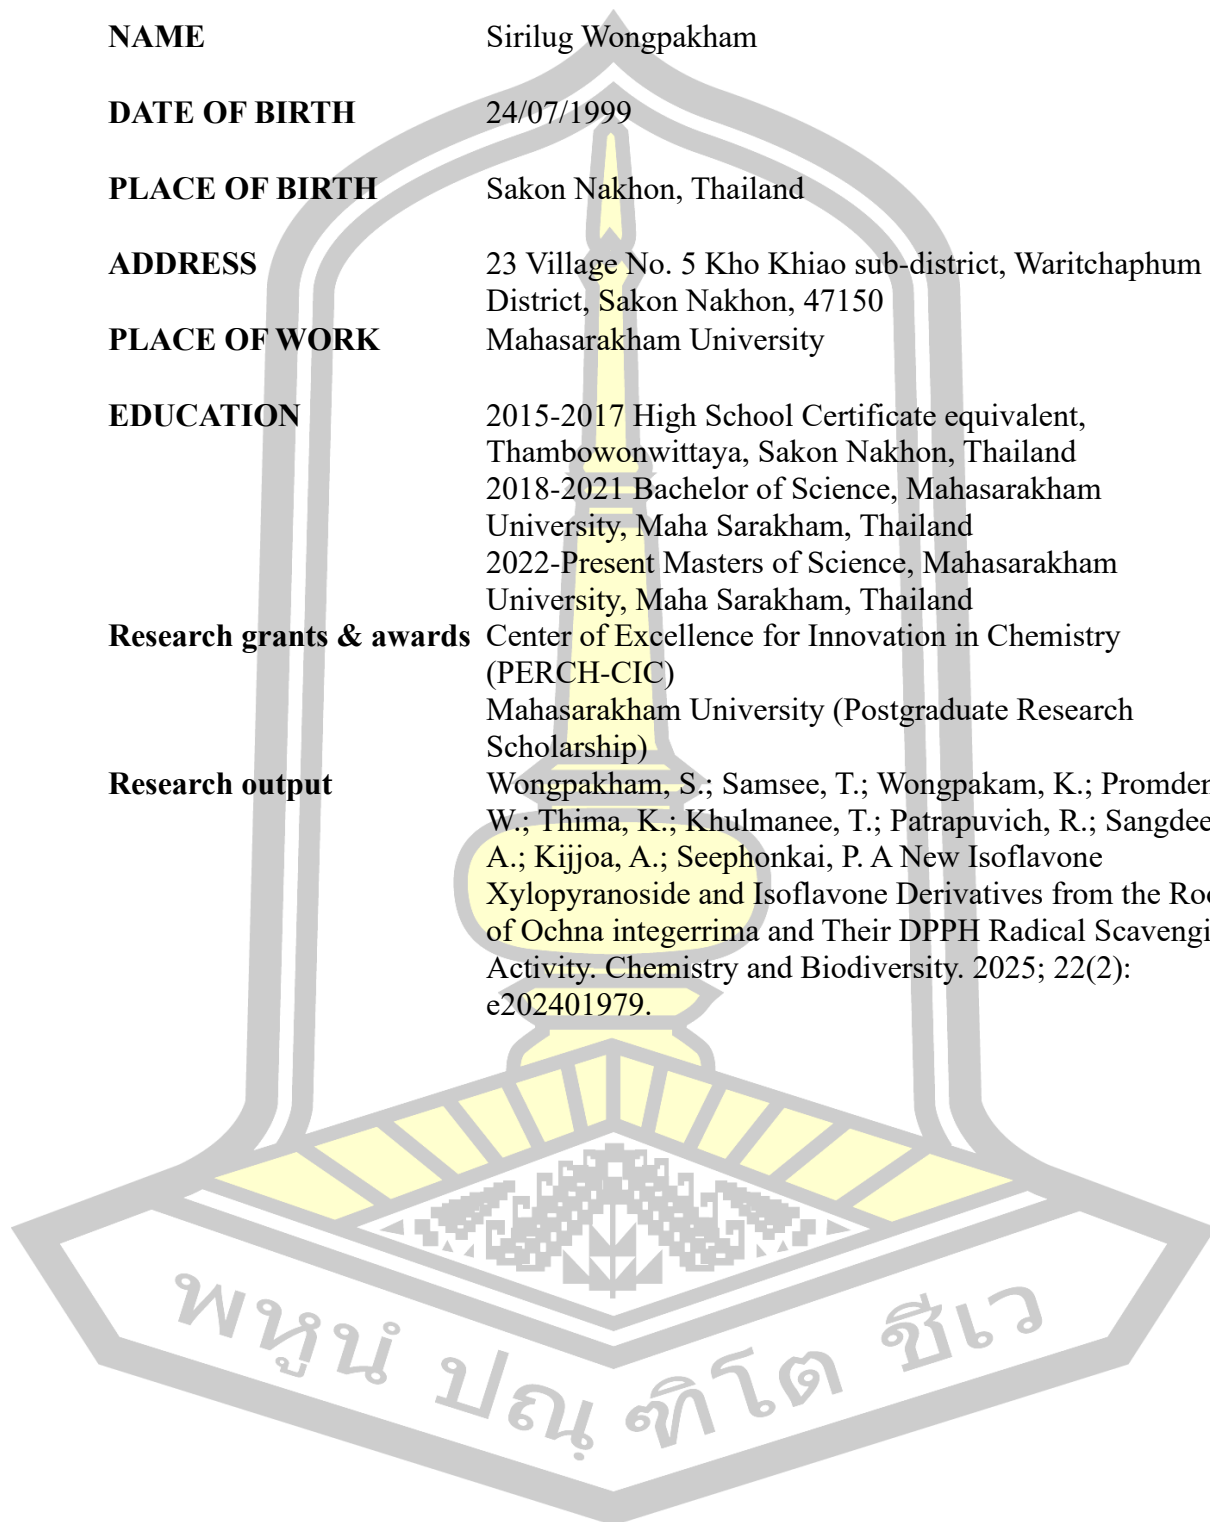 NAME Sirilug Wongpakham
DATE OF BIRTH 24/07/1999
PLACE OF BIRTH Sakon Nakhon, Thailand
ADDRESS 23 Village No. 5 Kho Khiao sub-district, Waritchaphum
District, Sakon Nakhon, 47150
PLACE OF WORK Mahasarakham University
EDUCATION 2015-2017 High School Certificate equivalent,
Thambowonwittaya, Sakon Nakhon, Thailand
2018-2021 Bachelor of Science, Mahasarakham
University, Maha Sarakham, Thailand
2022-Present Masters of Science, Mahasarakham
University, Maha Sarakham, Thailand
Research grants & awards Center of Excellence for Innovation in Chemistry
(PERCH-CIC)
Mahasarakham University (Postgraduate Research
Scholarship)
Research output Wongpakham, S.; Samsee, T.; Wongpakam, K.;
W.; Thima, K.; Khulmanee, T.; Patrapuvich, R.;
A.; Kijjoa, A.; Seephonkai, P. A New Isoflavone
Xylopyranoside and Isoflavone Derivatives from the
of Ochna integerrima and Their DPPH Radical
Activity. Chemistry and Biodiversity. 2025; 22(2):
e202401979.
พหูนํ ปณฺฑิโต ชีเว